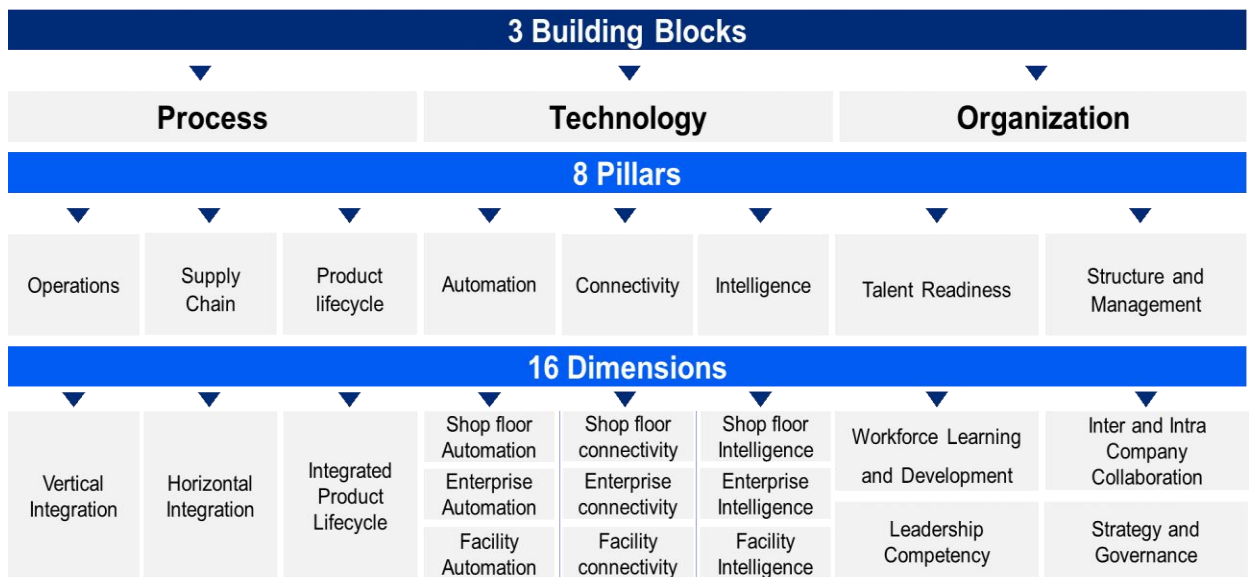 3 Building Blocks
Process
Technology
Organization
8 Pillars
Operations
Supply
Chain
Product
lifecycle
Automation
Connectivity
Intelligence
Talent Readiness
Structure and
Management
16 Dimensions
Vertical
Integration
Horizontal
Integration
Integrated
Product
Lifecycle
Shop floor
Automation
Enterprise
Automation
Facility
Automation
Shop floor
connectivity
Enterprise
connectivity
Facility
connectivity
Shop floor
Intelligence
Enterprise
Intelligence
Facility
Intelligence
Workforce Learning
and Development
Leadership
Competency
Inter and Intra
Company
Collaboration
Strategy and
Governance